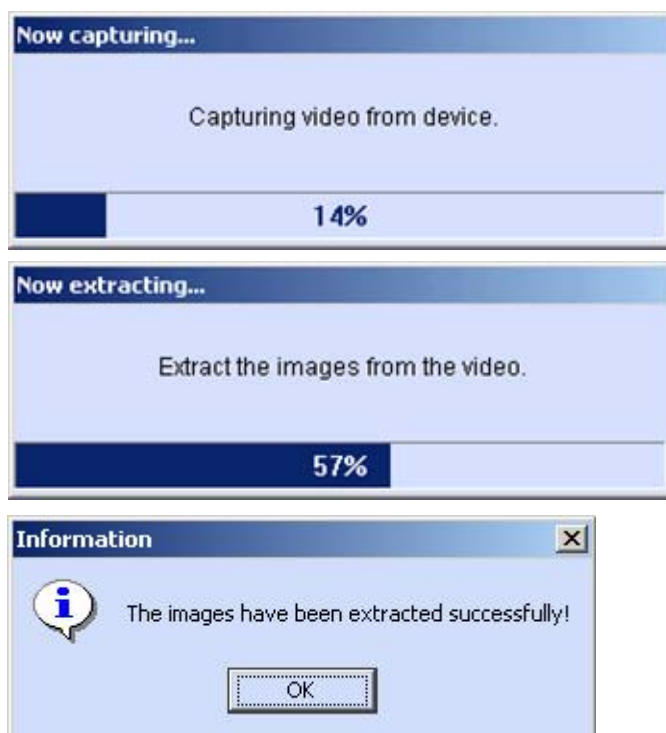 Now capturing...
Capturing video from device.
14%
Now extracting...
Extract the images from the video.
57%
Information
The images have been extracted successfully!
OK